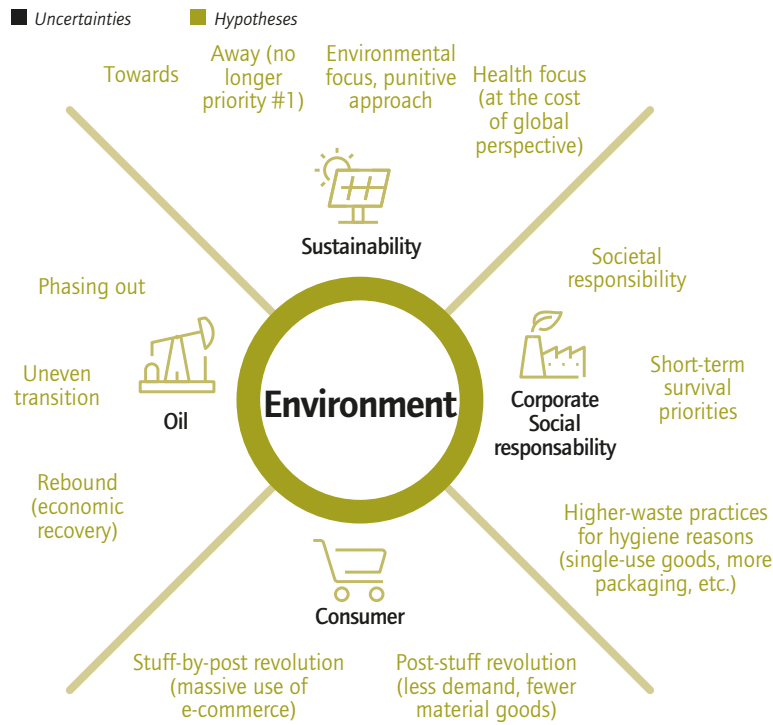 Uncertainties
Hypotheses
Towards
Away (no
longer
priority #1)
Environmental
focus, punitive
approach
Health focus
(at the cost
of global
perspective)
Sustainability
Phasing out
Uneven
transition
Rebound
(economic
recovery)
Oil
Environment
Societal
responsibility
Short-term
survival
priorities
Higher-waste practices
for hygiene reasons
(single-use goods, more
packaging, etc.)
Corporate
Social
responsability
Consumer
Stuff-by-post revolution
(massive use of
e-commerce)
Post-stuff revolution
(less demand, fewer
material goods)